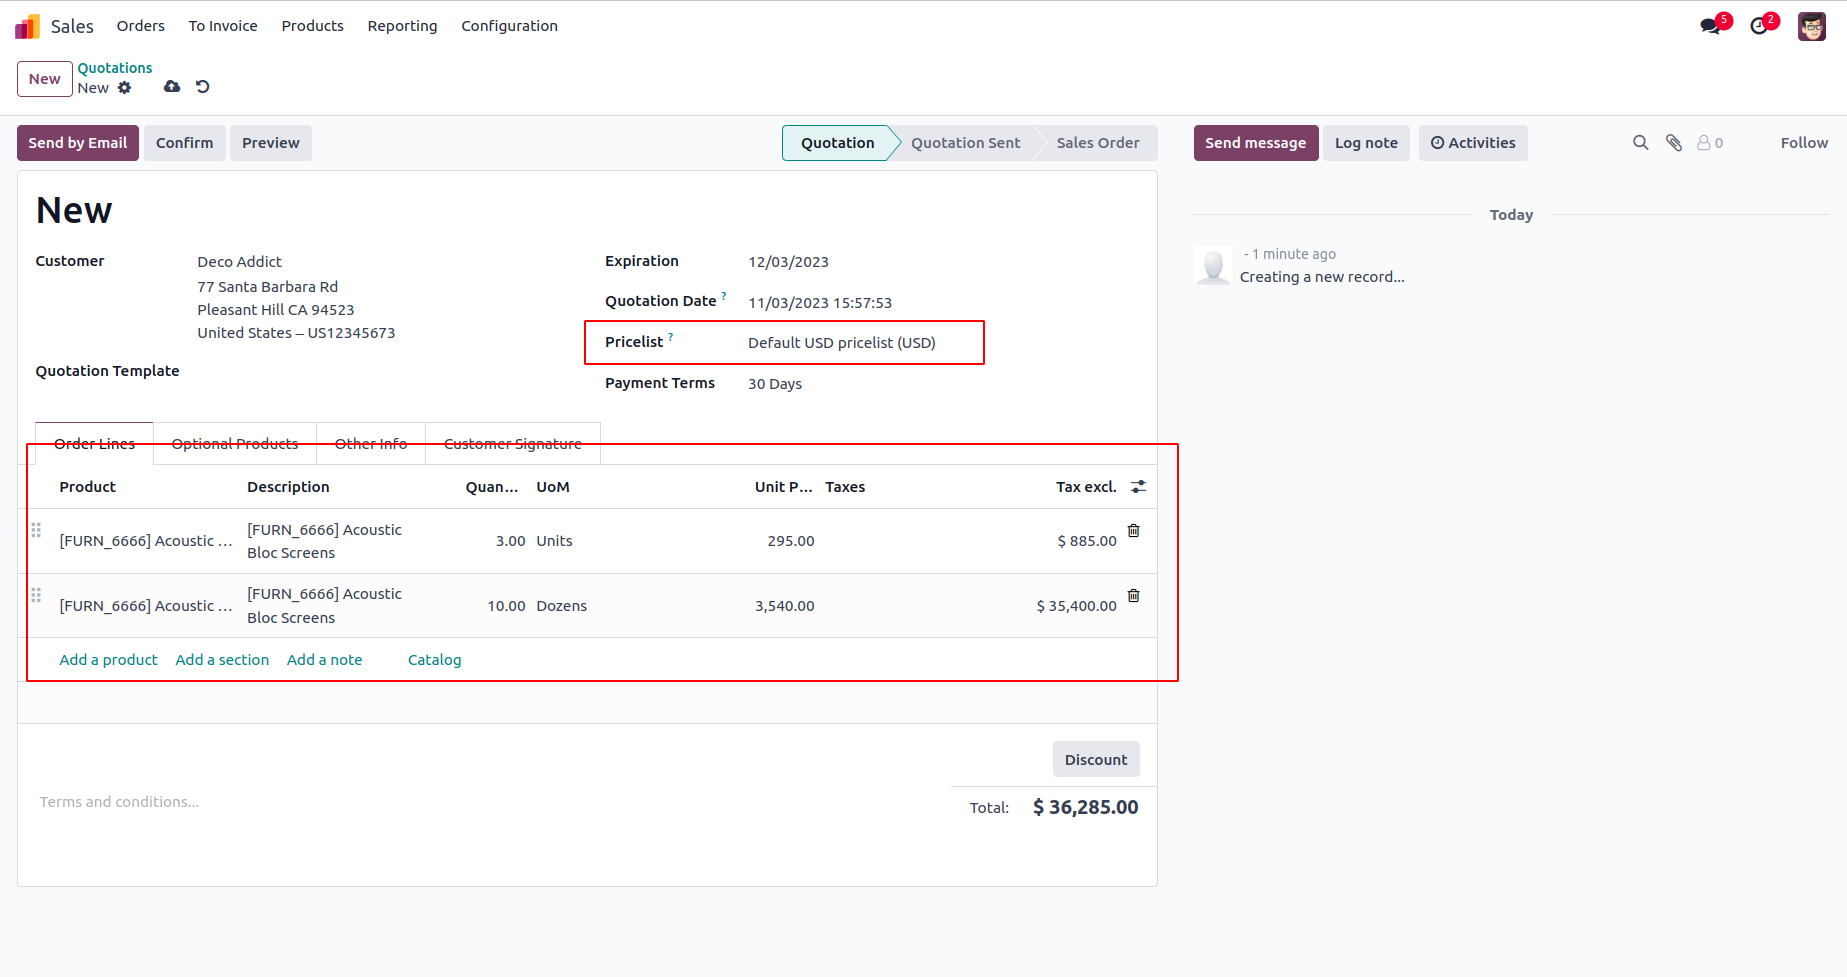 Sales Orders To Invoice Products Reporting Configuration 5 2
New Quotations
New
Send by Email Confirm Preview Quotation Quotation Sent Sales Order Send message Log note Activities 0 Follow
New
Customer Deco Addict
77 Santa Barbara Rd
Pleasant Hill CA 94523
United States – US12345673
Quotation Template
Expiration 12/03/2023
Quotation Date ? 11/03/2023 15:57:53
Pricelist ? Default USD pricelist (USD)
Payment Terms 30 Days
Today
- 1 minute ago
Creating a new record...
Order Lines Optional Products Other Info Customer Signature
Product Description Quan... UoM Unit P... Taxes Tax excl.
[FURN_6666] Acoustic ... [FURN_6666] Acoustic
Bloc Screens 3.00 Units 295.00 $ 885.00
[FURN_6666] Acoustic ... [FURN_6666] Acoustic
Bloc Screens 10.00 Dozens 3,540.00 $ 35,400.00
Add a product Add a section Add a note Catalog
Discount
Terms and conditions...
Total: $ 36,285.00